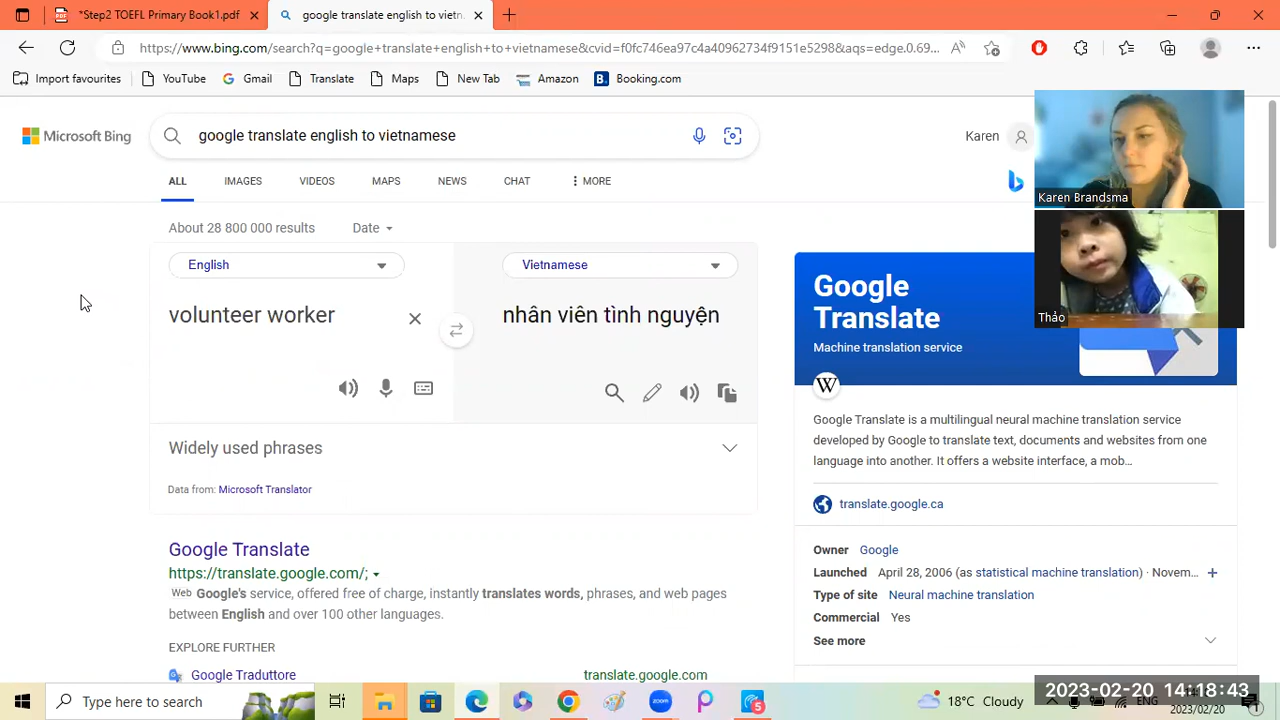 *Step2 TOEFL Primary Book1.pdf
google translate english to vietn
https://www.bing.com/search?q=google+translate+english+to+vietnamese&cvid=f0fc746ea97c4a40962734f9151e5298&aqs=edge.0.69...
Import favourites YouTube Gmail Translate Maps New Tab Amazon Booking.com
Microsoft Bing
google translate english to vietnamese
Karen
ALL IMAGES VIDEOS MAPS NEWS CHAT MORE
Karen Brandsma
Thảo
About 28 800 000 results Date
English
Vietnamese
volunteer worker
nhân viên tình nguyện
Widely used phrases
Data from: Microsoft Translator
Google Translate
https://translate.google.com/;
Web Google's service, offered free of charge, instantly translates words, phrases, and web pages
between English and over 100 other languages.
EXPLORE FURTHER
Google Traduttore translate.google.com
Google
Translate
Machine translation service
W
Google Translate is a multilingual neural machine translation service
developed by Google to translate text, documents and websites from one
language into another. It offers a website interface, a mob...
translate.google.ca
Owner Google
Launched April 28, 2006 (as statistical machine translation) · Novem...
Type of site Neural machine translation
Commercial Yes
See more
Type here to search
5
18°C Cloudy
ENG
2023-02-20 14:18:43
2023/02/20